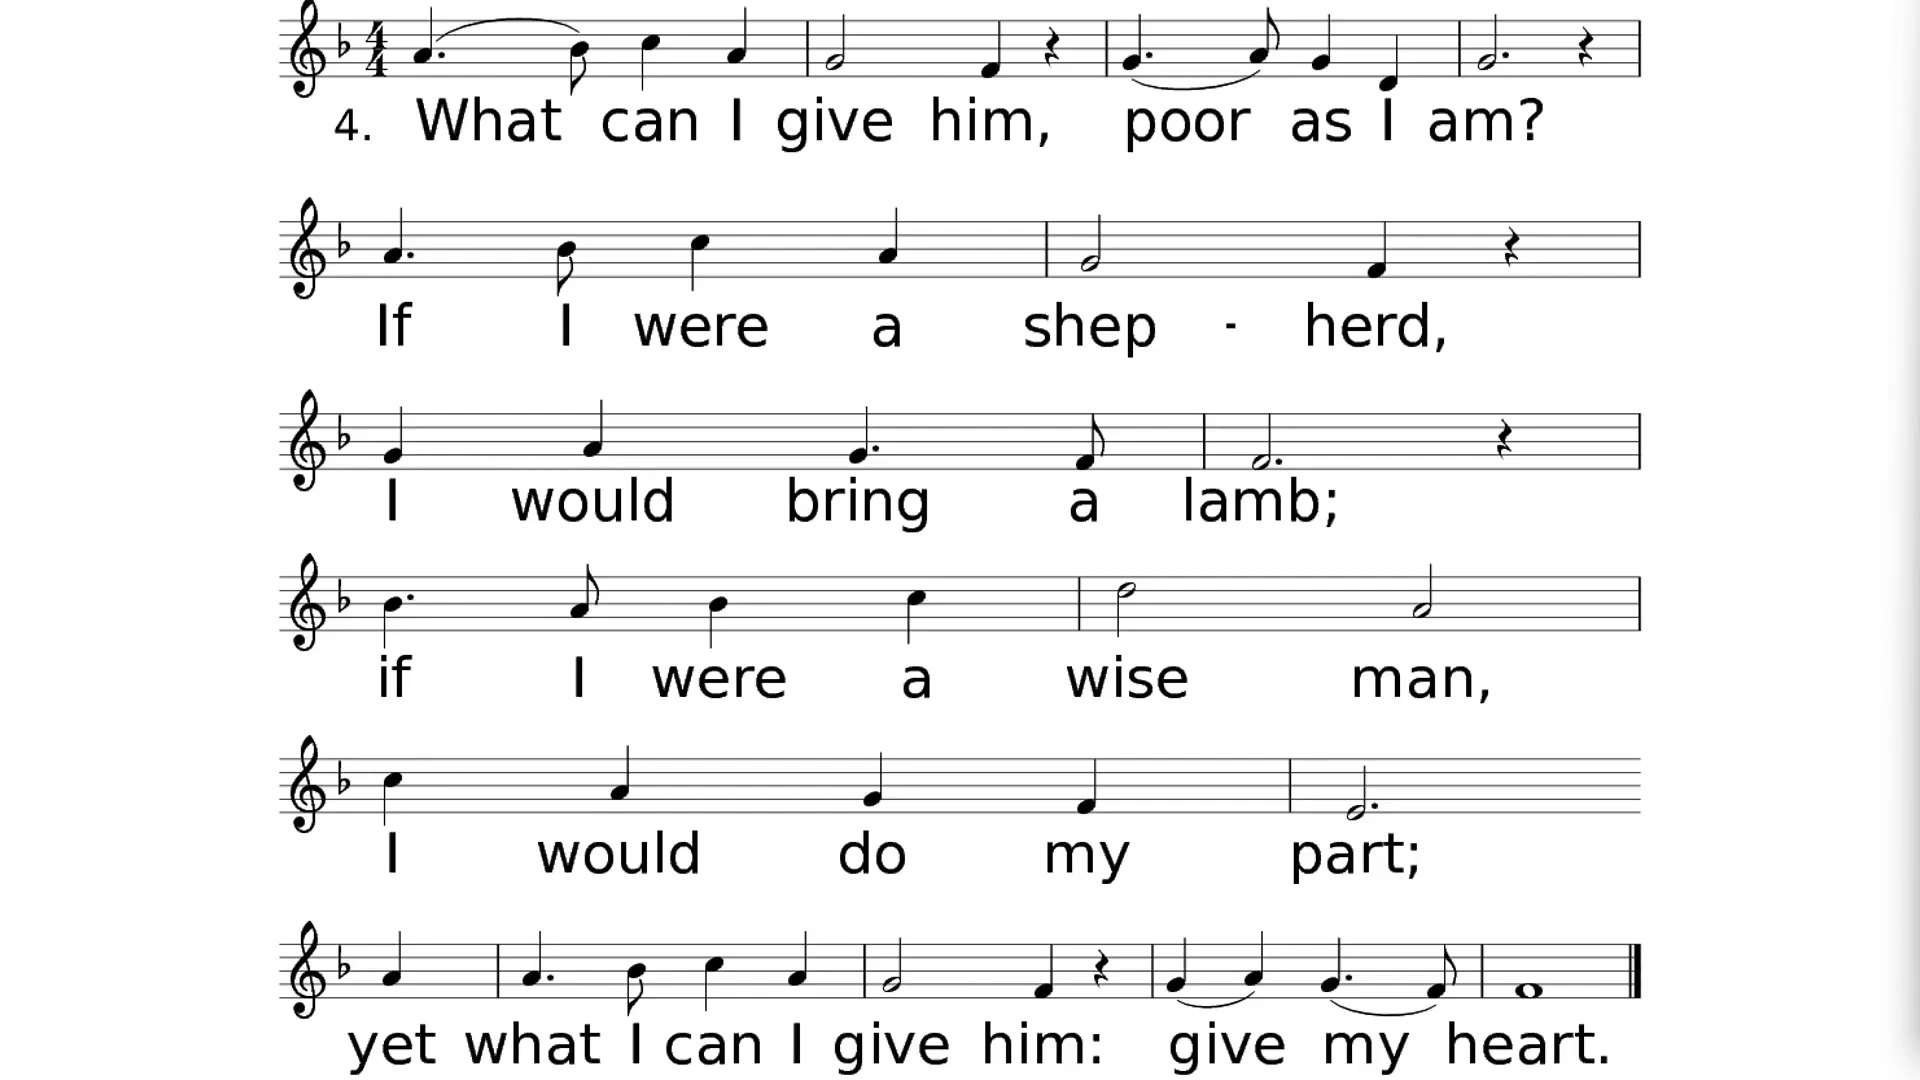 4. What can I give him, poor as I am?
If I were a shep - herd,
I would bring a lamb;
if I were a wise man,
I would do my part;
yet what I can I give him: give my heart.